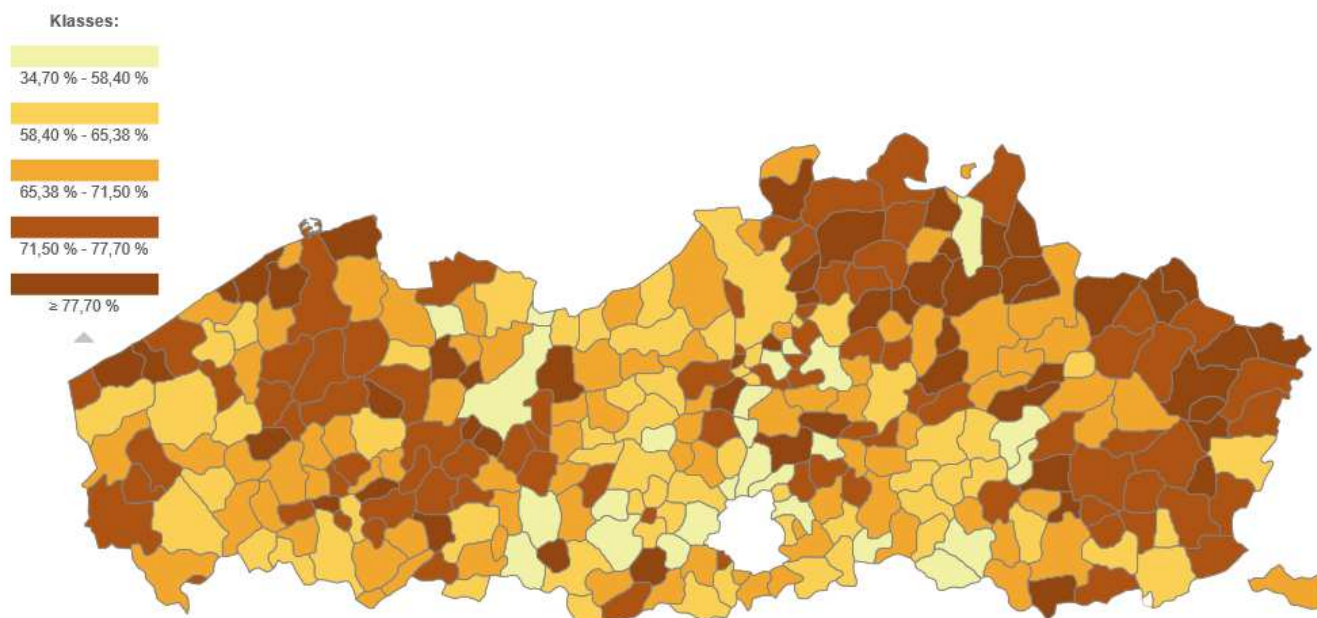 Klasses:
34,70 % - 58,40 %
58,40 % - 65,38 %
65,38 % - 71,50 %
71,50 % - 77,70 %
≥ 77,70 %